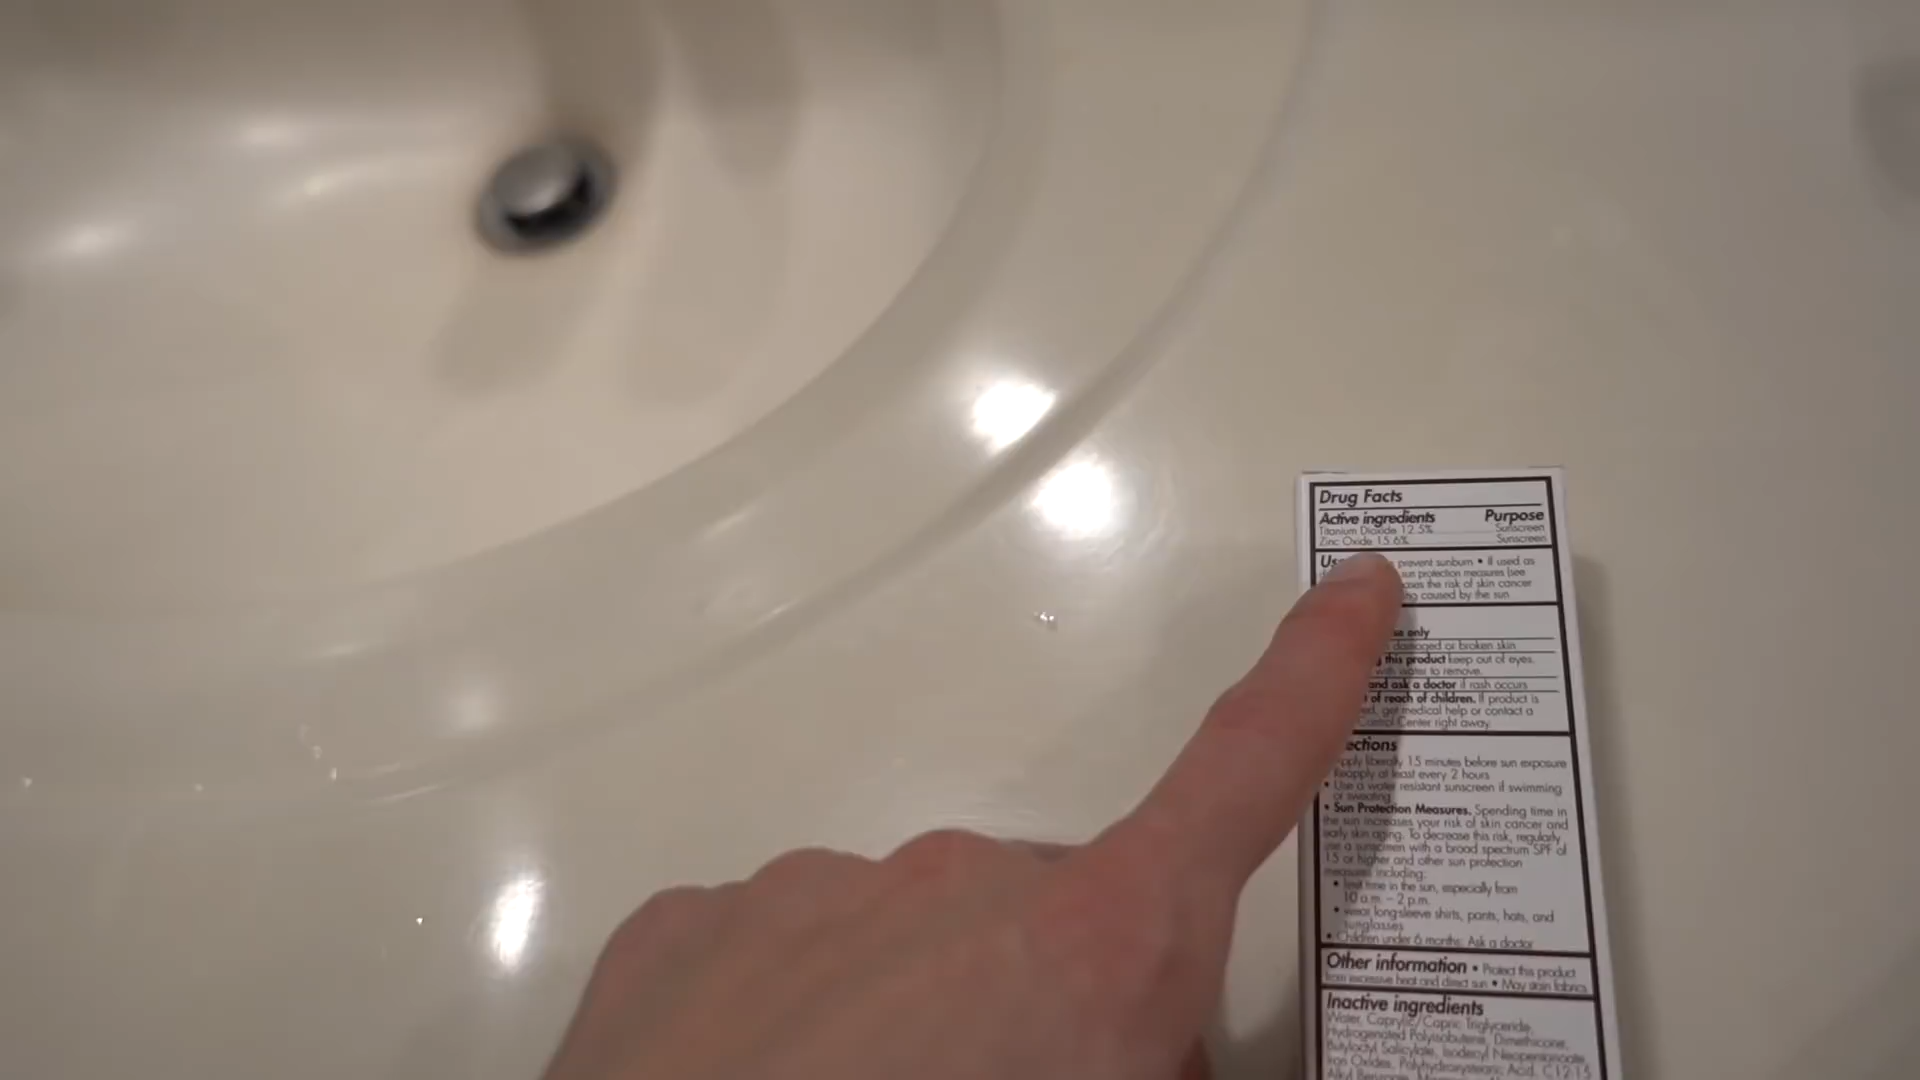 Drug Facts
Active ingredients Purpose
Titanium Dioxide 12.5% Sunscreen
Zinc Oxide 15.6% Sunscreen
prevent sunburn • If used as
sun protection measures (see
the risk of skin cancer
caused by the sun
only
damaged or broken skin
this product keep out of eyes.
with water to remove.
and ask a doctor if rash occurs
of reach of children. If product is
get medical help or contact a
Control Center right away.
liberally 15 minutes before sun exposure
Reapply at least every 2 hours
• Use a water resistant sunscreen if swimming
or sweating
• Sun Protection Measures. Spending time in
the sun increases your risk of skin cancer and
early skin aging. To decrease this risk, regularly
use a sunscreen with a broad spectrum SPF of
15 or higher and other sun protection
measures including:
• limit time in the sun, especially from
10 a.m. – 2 p.m.
• wear long-sleeve shirts, pants, hats, and
sunglasses
• Children under 6 months: Ask a doctor
Other information • Protect this product
from excessive heat and direct sun • May stain fabrics
Inactive ingredients
Water, Caprylic/Capric Triglyceride,
Hydrogenated Polyisobutene, Dimethicone,
Butyloctyl Salicylate, Isodecyl Neopentanoate,
Iron Oxides, Polyhydroxystearic Acid, C12-15
Alkyl Benzoate,